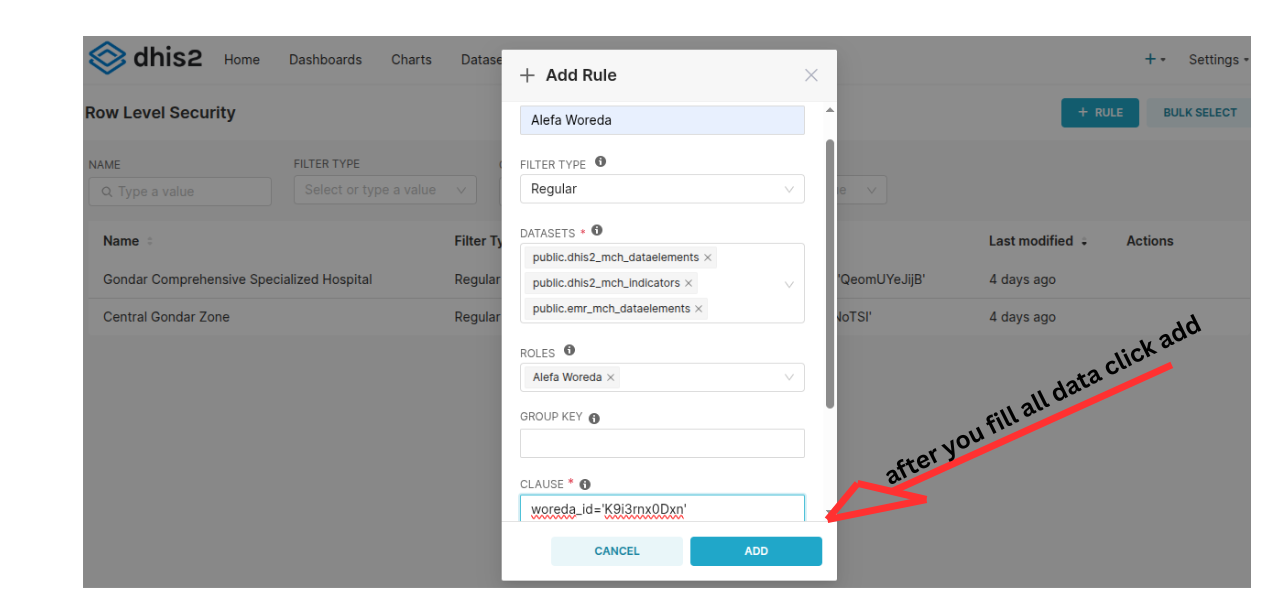 dhis2 Home Dashboards Charts Datase Settings
+ Add Rule
Row Level Security
+ RULE BULK SELECT
Alefa Woreda
NAME FILTER TYPE
Type a value Select or type a value
FILTER TYPE
Regular
DATASETS *
public.dhis2_mch_dataelements ×
public.dhis2_mch_indicators ×
public.emr_mch_dataelements ×
Name Filter Ty Last modified Actions
Gondar Comprehensive Specialized Hospital Regular 'QeomUYeJijB' 4 days ago
Central Gondar Zone Regular NoTSI' 4 days ago
ROLES
Alefa Woreda ×
GROUP KEY
CLAUSE *
woreda_id='K9i3rnx0Dxn'
CANCEL ADD
after you fill all data click add